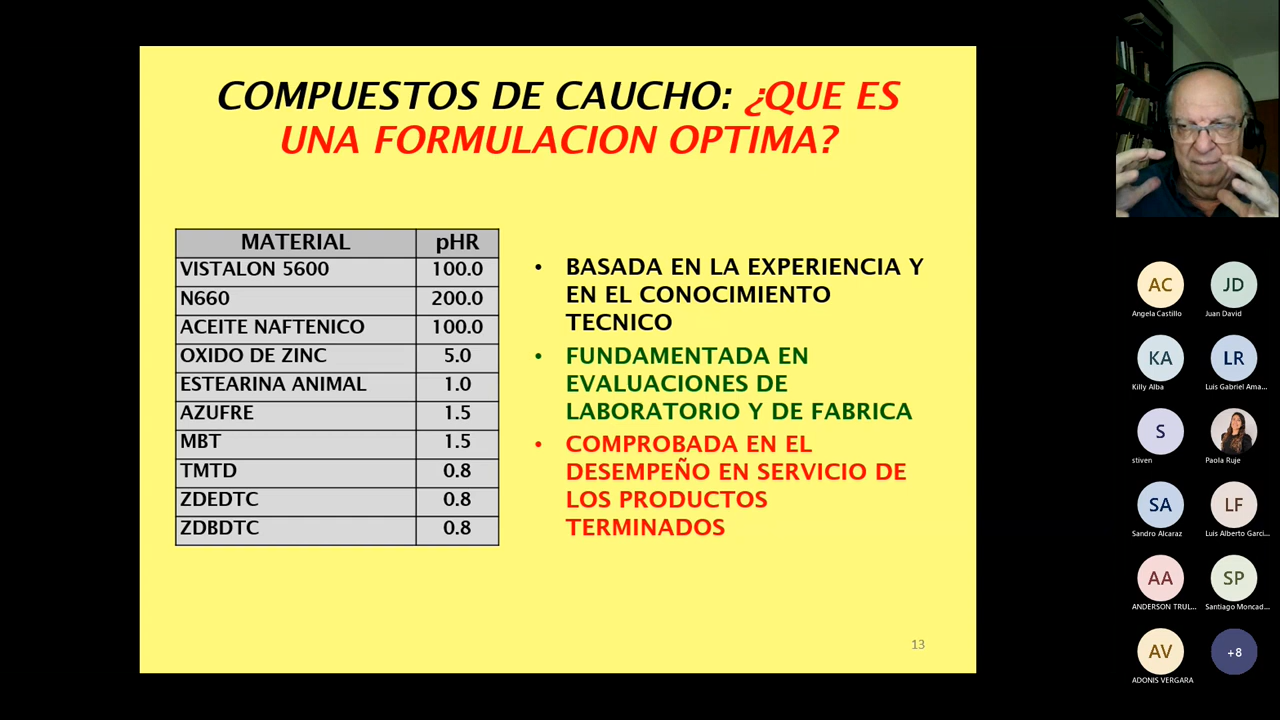 COMPUESTOS DE CAUCHO: ¿QUE ES
UNA FORMULACION OPTIMA?
MATERIAL pHR
VISTALON 5600 100.0
N660 200.0
ACEITE NAFTENICO 100.0
OXIDO DE ZINC 5.0
ESTEARINA ANIMAL 1.0
AZUFRE 1.5
MBT 1.5
TMTD 0.8
ZDEDTC 0.8
ZDBDTC 0.8
• BASADA EN LA EXPERIENCIA Y
EN EL CONOCIMIENTO
TECNICO
• FUNDAMENTADA EN
EVALUACIONES DE
LABORATORIO Y DE FABRICA
• COMPROBADA EN EL
DESEMPEÑO EN SERVICIO DE
LOS PRODUCTOS
TERMINADOS
13
AC JD
Angela Castillo Juan David
KA LR
Killy Alba Luis Gabriel Ama...
S
stiven Paola Ruje
SA LF
Sandro Alcaraz Luis Alberto Garci...
AA SP
ANDERSON TRUL... Santiago Moncad...
AV +8
ADONIS VERGARA